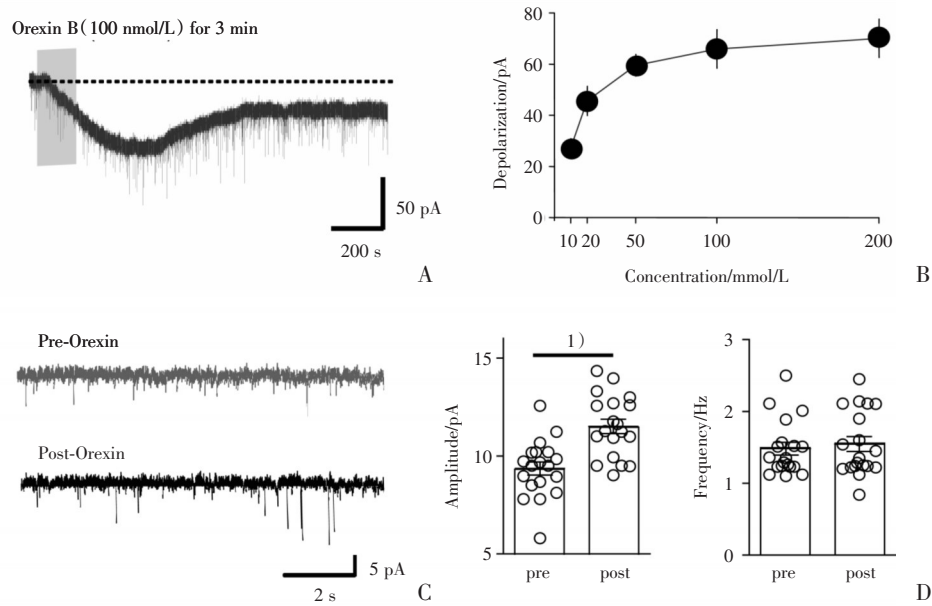 Orexin B(100 nmol/L) for 3 min
50 pA
200 s
A
80
60
40
20
0
Depolarization/pA
10 20 50 100 200
Concentration/mmol/L
B
Pre-Orexin
Post-Orexin
5 pA
2 s
C
1)
15
10
5
Amplitude/pA
pre post
3
2
1
0
Frequency/Hz
pre post
D